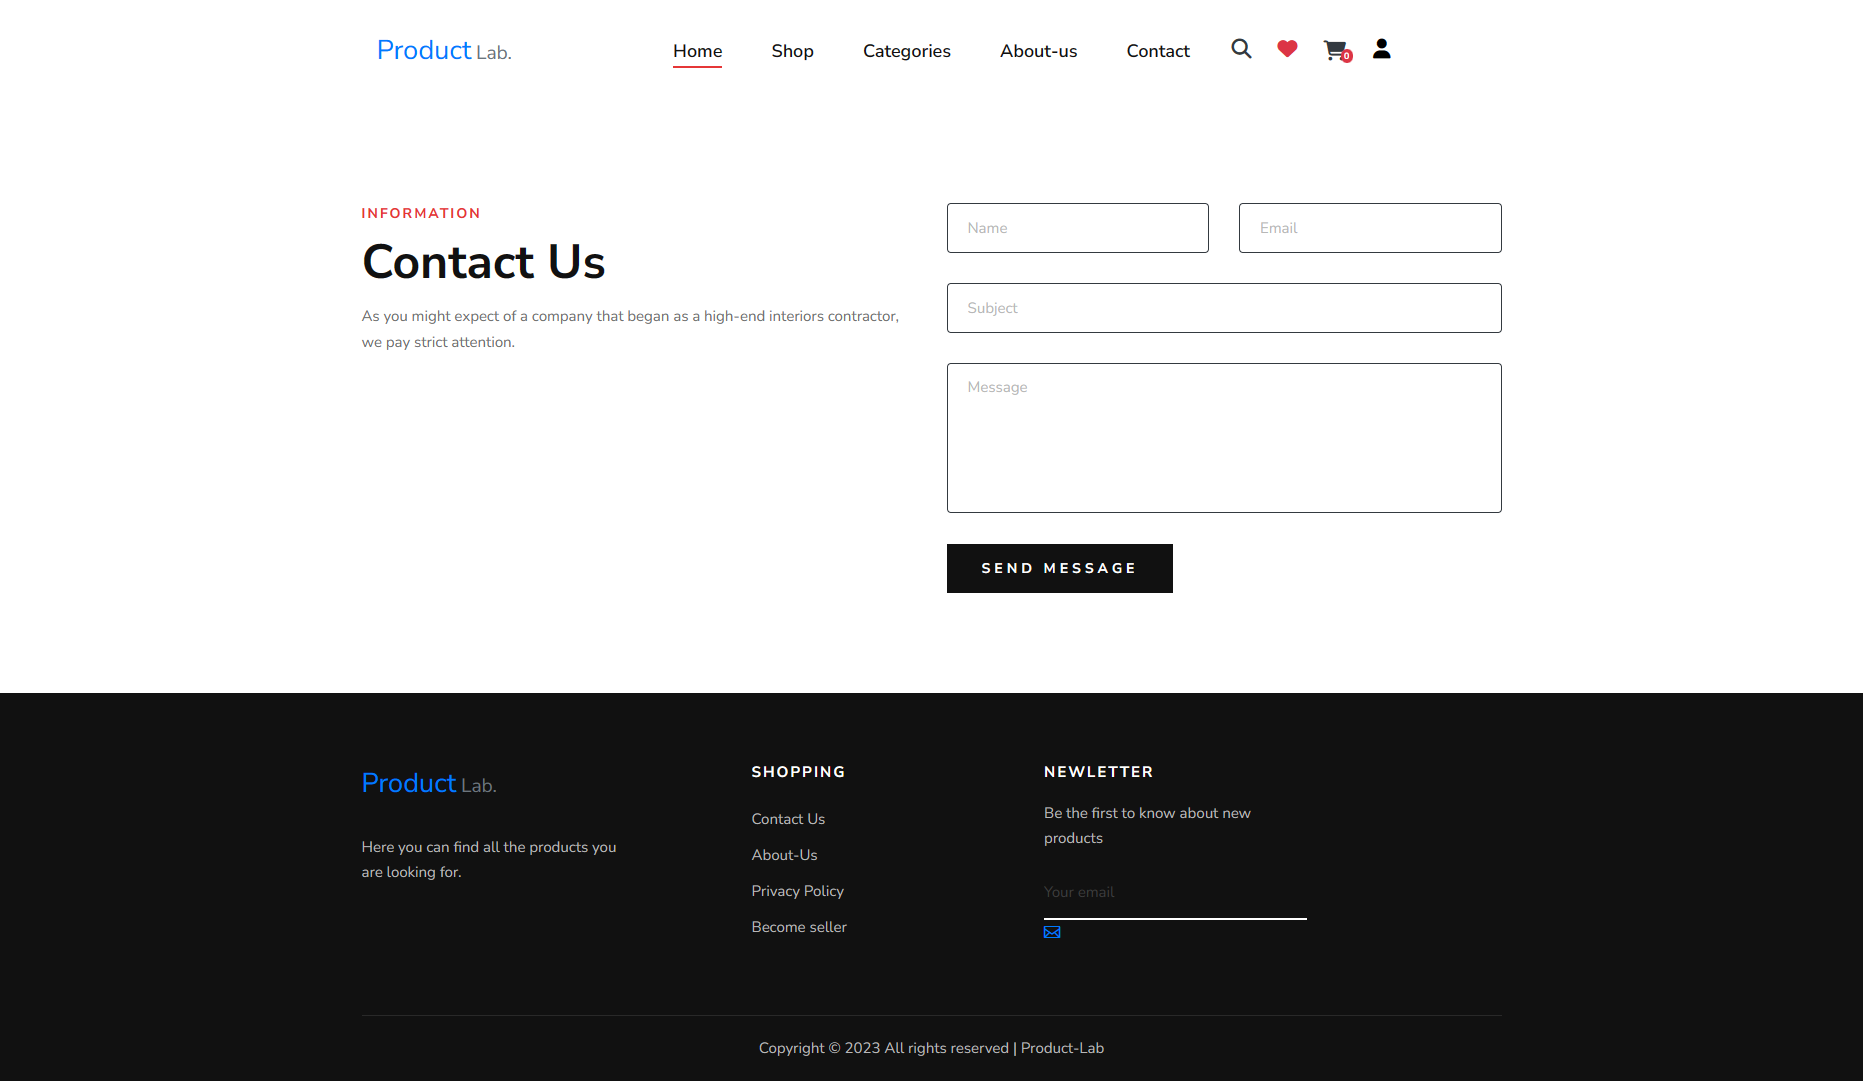 Product Lab.
Home Shop Categories About-us Contact
0
INFORMATION
Contact Us
As you might expect of a company that began as a high-end interiors contractor,
we pay strict attention.
Name Email
Subject
Message
SEND MESSAGE
Product Lab.
Here you can find all the products you
are looking for.
SHOPPING
Contact Us
About-Us
Privacy Policy
Become seller
NEWLETTER
Be the first to know about new
products
Your email
Copyright © 2023 All rights reserved | Product-Lab